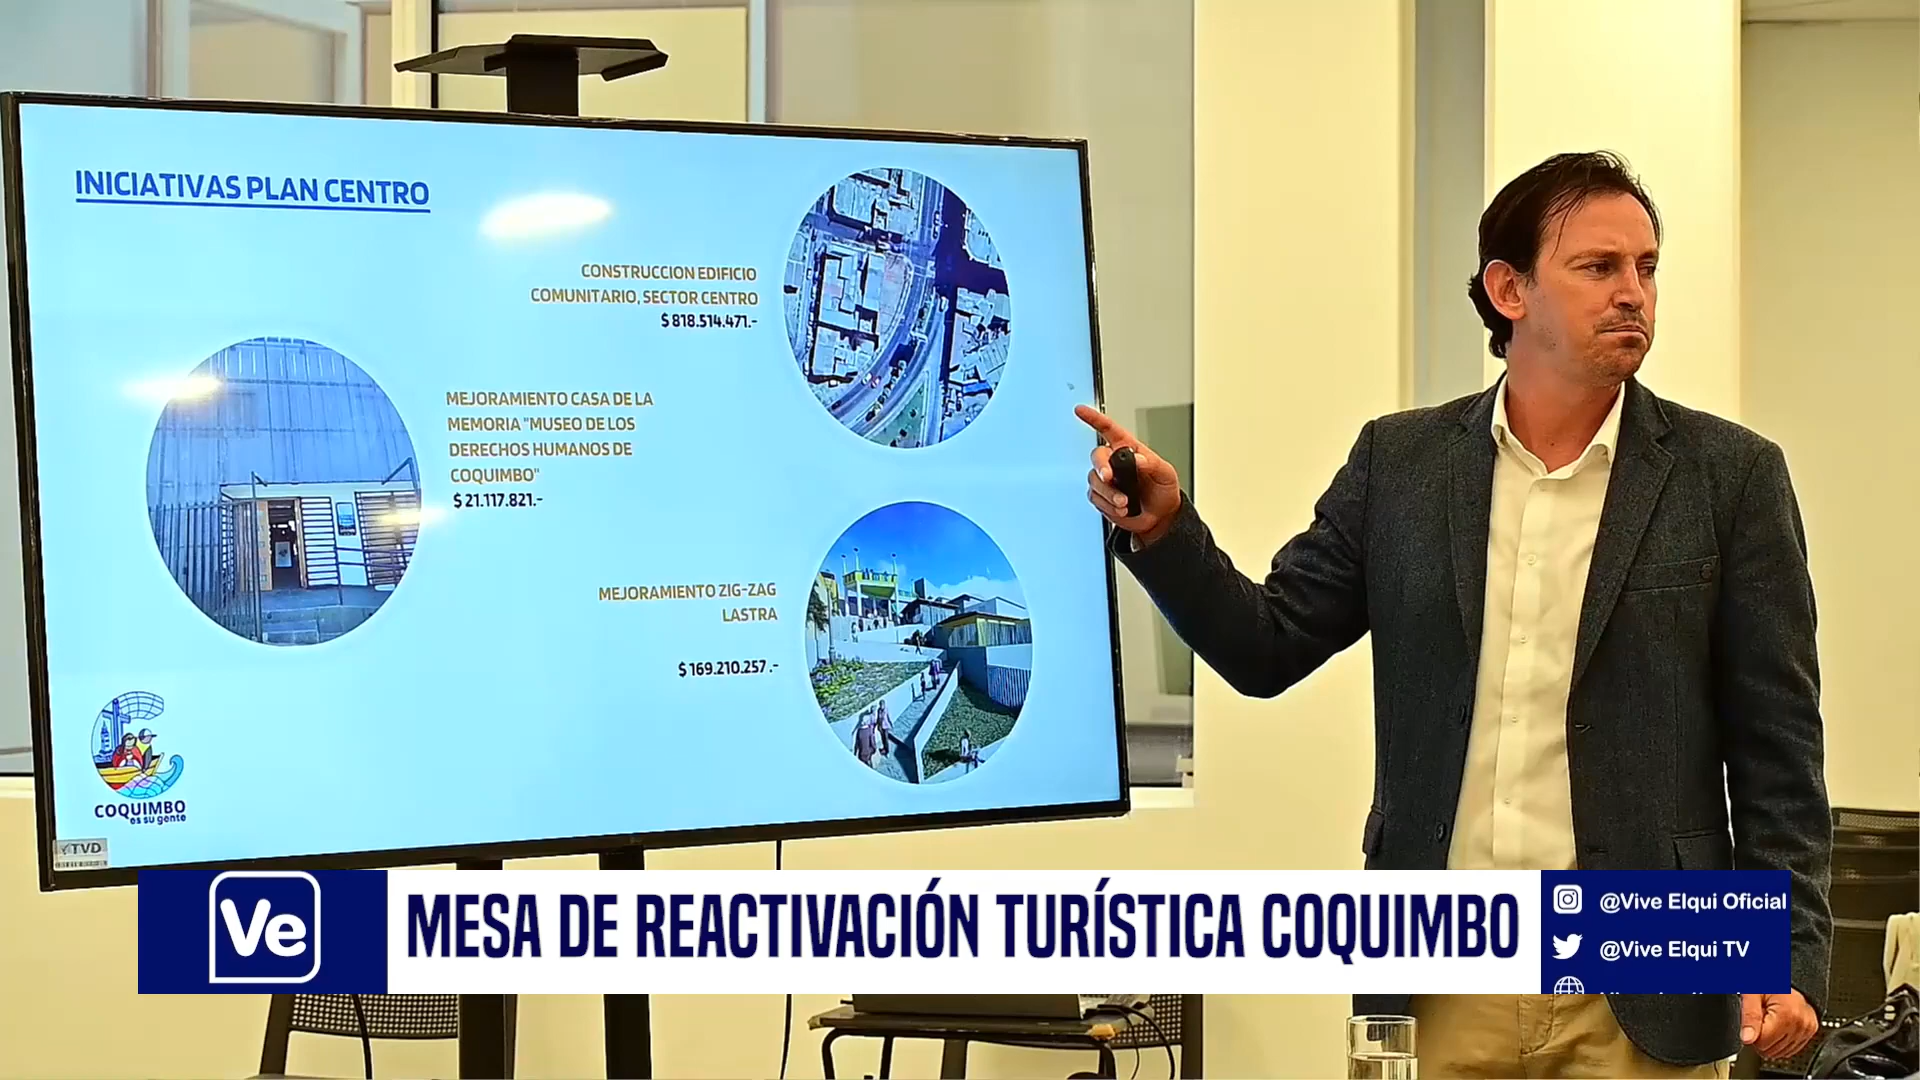 INICIATIVAS PLAN CENTRO
CONSTRUCCION EDIFICIO
COMUNITARIO, SECTOR CENTRO
$ 818.514.471.-
MEJORAMIENTO CASA DE LA
MEMORIA "MUSEO DE LOS
DERECHOS HUMANOS DE
COQUIMBO"
$ 21.117.821.-
MEJORAMIENTO ZIG-ZAG
LASTRA
$ 169.210.257 .-
COQUIMBO
es su gente
TVD
Ve
MESA DE REACTIVACIÓN TURÍSTICA COQUIMBO
@Vive Elqui Oficial
@Vive Elqui TV